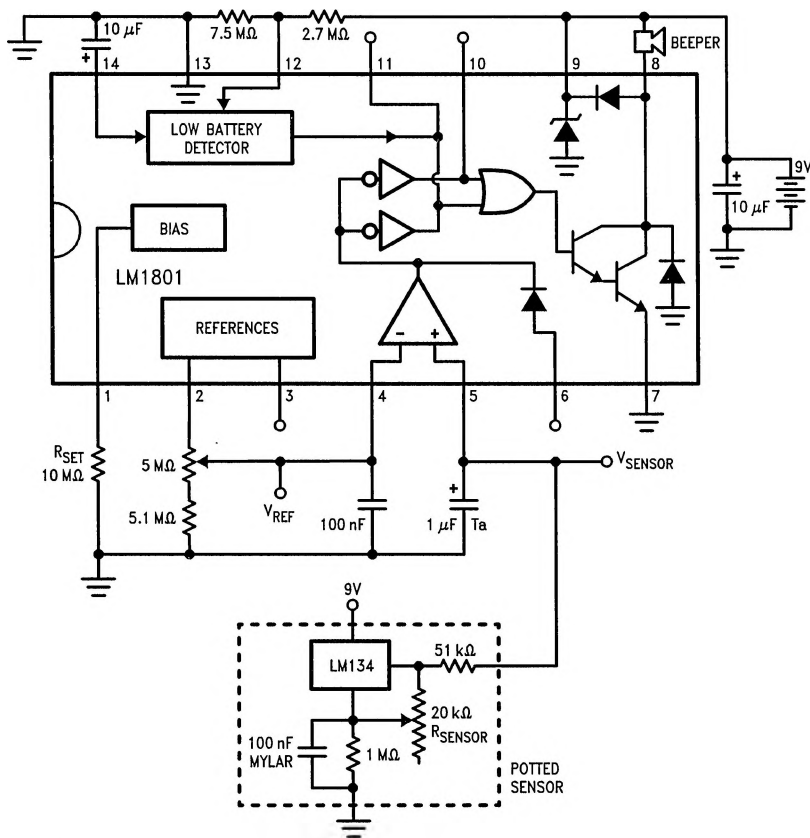 10 μF
7.5 MΩ
2.7 MΩ
BEEPER
+
14
13
12
11
10
9
8
LOW BATTERY
DETECTOR
9V
+
10 μF
BIAS
LM1801
REFERENCES
-
+
1
2
3
4
5
6
7
RSET
10 MΩ
5 MΩ
VREF
VSENSOR
5.1 MΩ
100 nF
+
1 μF
Ta
9V
LM134
51 kΩ
20 kΩ
RSENSOR
100 nF
MYLAR
1 MΩ
POTTED
SENSOR